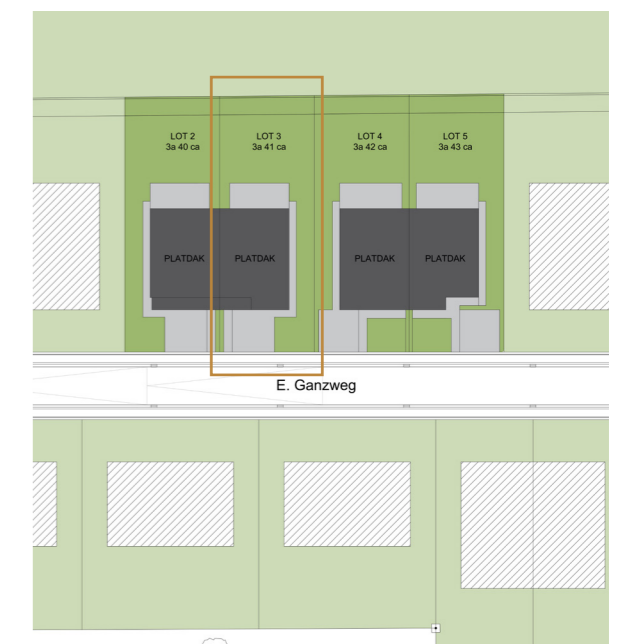 LOT 2
3a 40 ca
LOT 3
3a 41 ca
LOT 4
3a 42 ca
LOT 5
3a 43 ca
PLATDAK
PLATDAK
PLATDAK
PLATDAK
E. Ganzweg